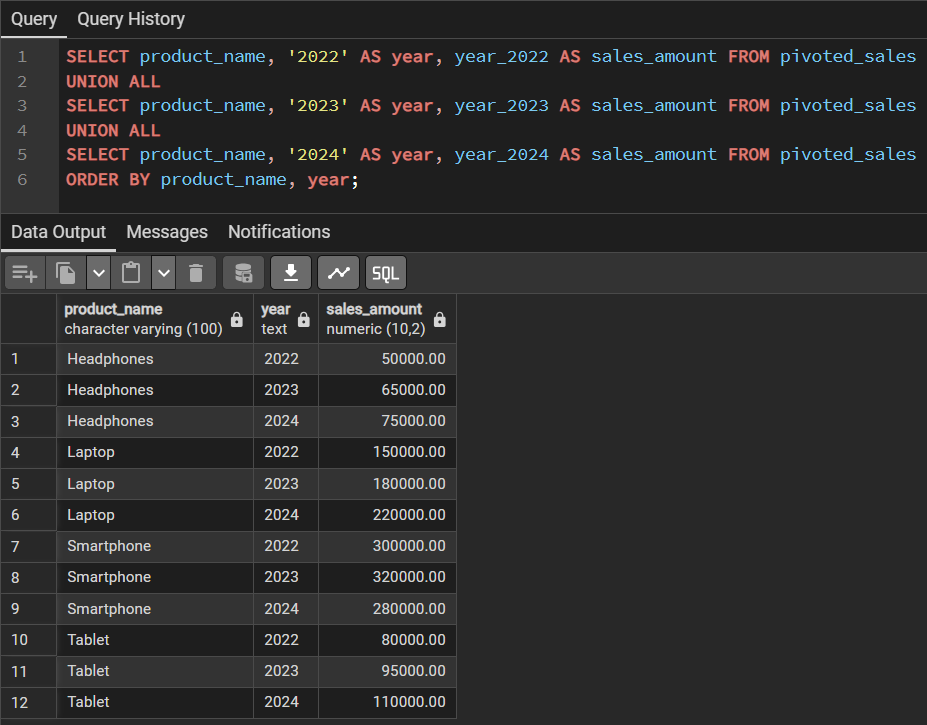 Query Query History
1 SELECT product_name, '2022' AS year, year_2022 AS sales_amount FROM pivoted_sales
2 UNION ALL
3 SELECT product_name, '2023' AS year, year_2023 AS sales_amount FROM pivoted_sales
4 UNION ALL
5 SELECT product_name, '2024' AS year, year_2024 AS sales_amount FROM pivoted_sales
6 ORDER BY product_name, year;
Data Output Messages Notifications
SQL
product_name year sales_amount
character varying (100) text numeric (10,2)
1 Headphones 2022 50000.00
2 Headphones 2023 65000.00
3 Headphones 2024 75000.00
4 Laptop 2022 150000.00
5 Laptop 2023 180000.00
6 Laptop 2024 220000.00
7 Smartphone 2022 300000.00
8 Smartphone 2023 320000.00
9 Smartphone 2024 280000.00
10 Tablet 2022 80000.00
11 Tablet 2023 95000.00
12 Tablet 2024 110000.00